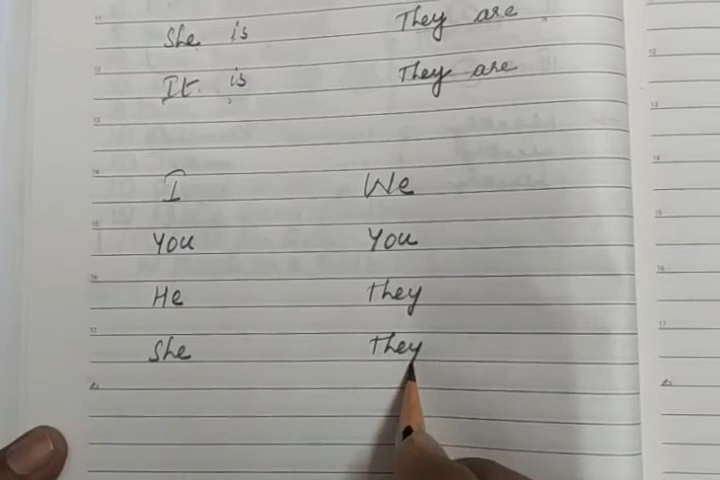 She is They are
It is They are
I We
You You
He They
She They